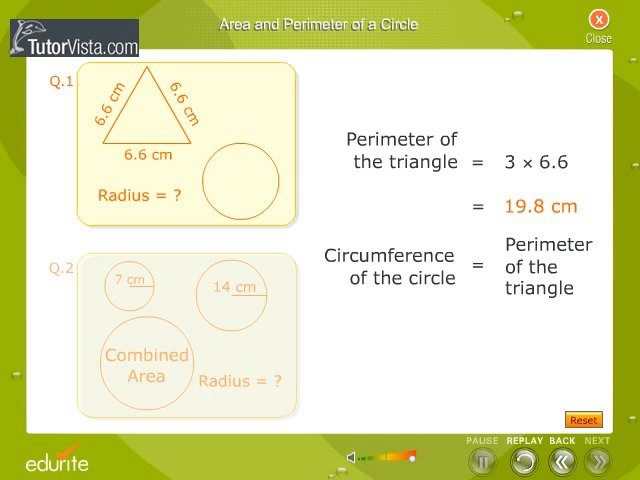 Area and Perimeter of a Circle
X
Close
TutorVista.com
Q.1
6.6 cm
6.6 cm
6.6 cm
Radius = ?
Perimeter of
the triangle = 3 × 6.6
= 19.8 cm
Circumference
of the circle
=
Perimeter
of the
triangle
Q.2
7 cm
14 cm
Combined
Area
Radius = ?
Reset
PAUSE REPLAY BACK NEXT
edurite